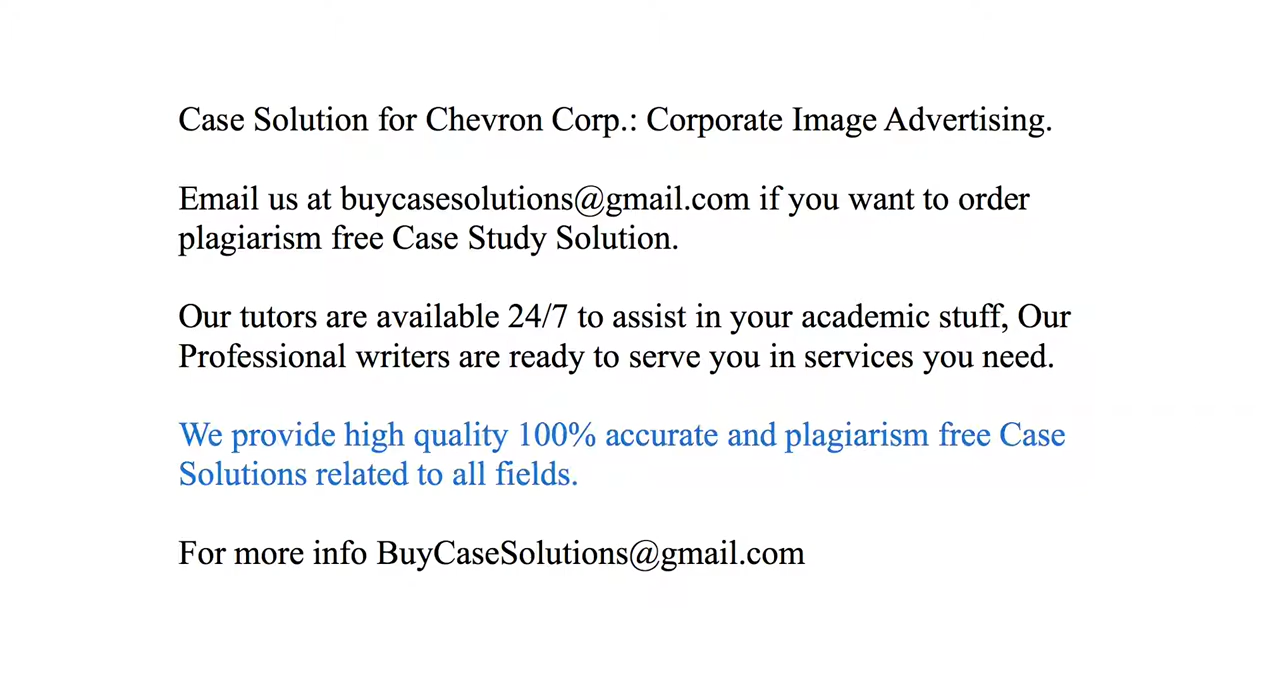 Case Solution for Chevron Corp.: Corporate Image Advertising.
Email us at buycasesolutions@gmail.com if you want to order
plagiarism free Case Study Solution.
Our tutors are available 24/7 to assist in your academic stuff, Our
Professional writers are ready to serve you in services you need.
We provide high quality 100% accurate and plagiarism free Case
Solutions related to all fields.
For more info BuyCaseSolutions@gmail.com